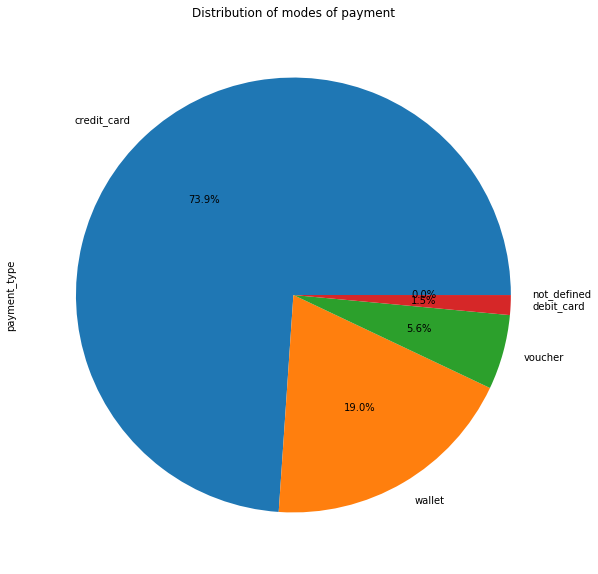 Distribution of modes of payment
credit_card
73.9%
payment_type
0.0%
not_defined
1.5%
debit_card
5.6%
voucher
19.0%
wallet